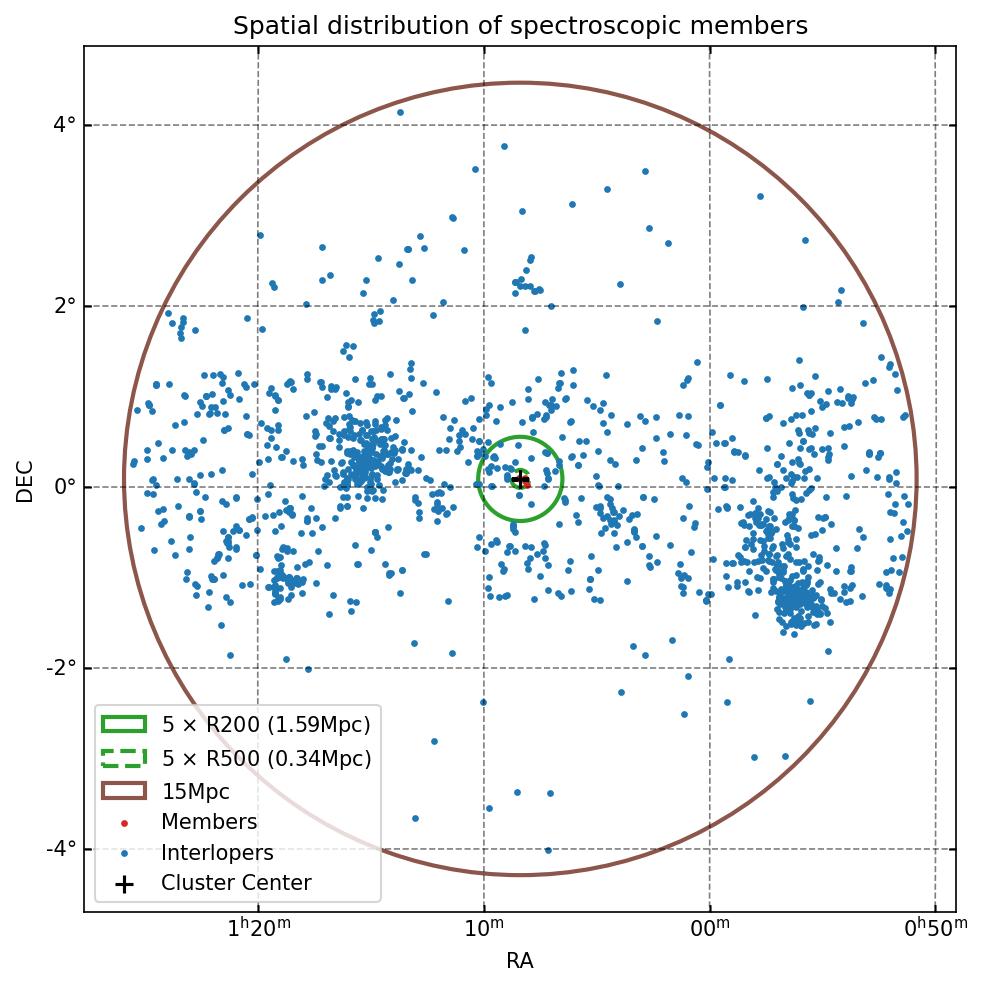 Spatial distribution of spectroscopic members
4°
2°
0°
-2°
-4°
DEC
5 × R200 (1.59Mpc)
5 × R500 (0.34Mpc)
15Mpc
Members
Interlopers
Cluster Center
1ʰ20ᵐ 10ᵐ 00ᵐ 0ʰ50ᵐ
RA